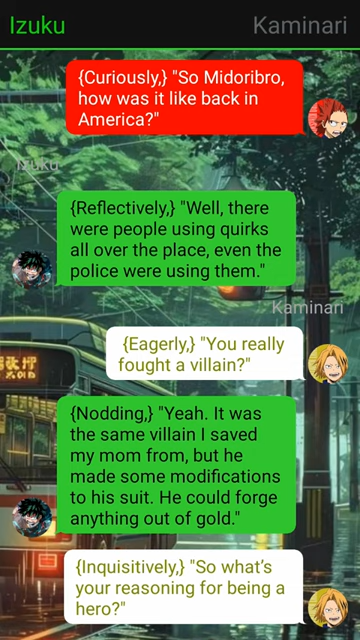 Izuku
Kaminari
{Curiously,} "So Midoribro,
how was it like back in
America?"
Izuku
{Reflectively,} "Well, there
were people using quirks
all over the place, even the
police were using them."
Kaminari
{Eagerly,} "You really
fought a villain?"
{Nodding,} "Yeah. It was
the same villain I saved
my mom from, but he
made some modifications
to his suit. He could forge
anything out of gold."
{Inquisitively,} "So what’s
your reasoning for being a
hero?"